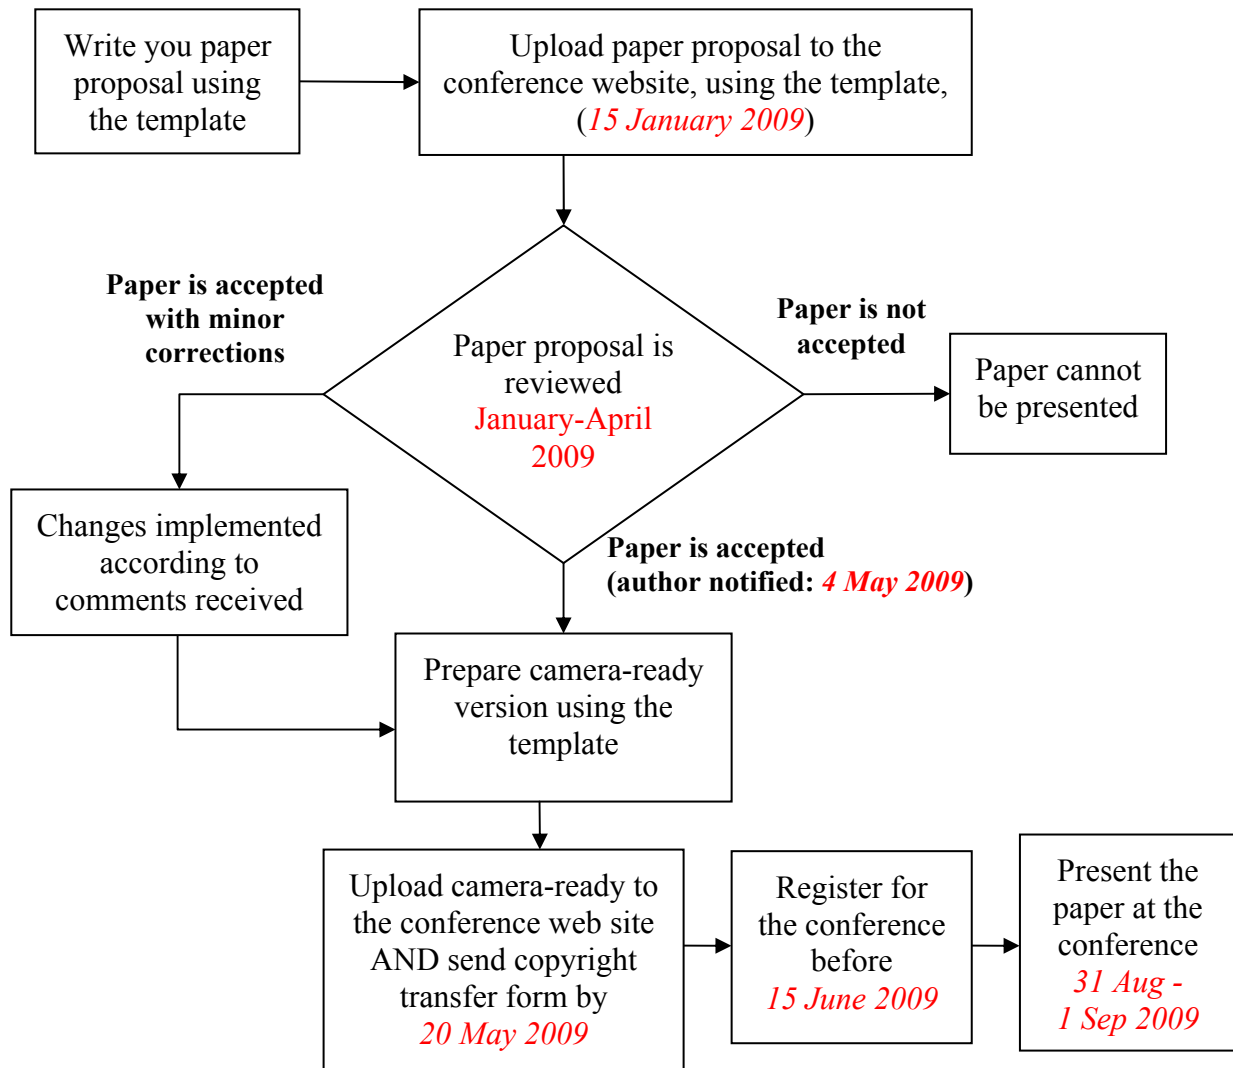 Write you paper
proposal using
the template
Upload paper proposal to the
conference website, using the template,
(15 January 2009)
Paper is accepted
with minor
corrections
Paper proposal is
reviewed
January-April
2009
Paper is not
accepted
Paper cannot
be presented
Changes implemented
according to
comments received
Paper is accepted
(author notified: 4 May 2009)
Prepare camera-ready
version using the
template
Upload camera-ready to
the conference web site
AND send copyright
transfer form by
20 May 2009
Register for
the conference
before
15 June 2009
Present the
paper at the
conference
31 Aug -
1 Sep 2009